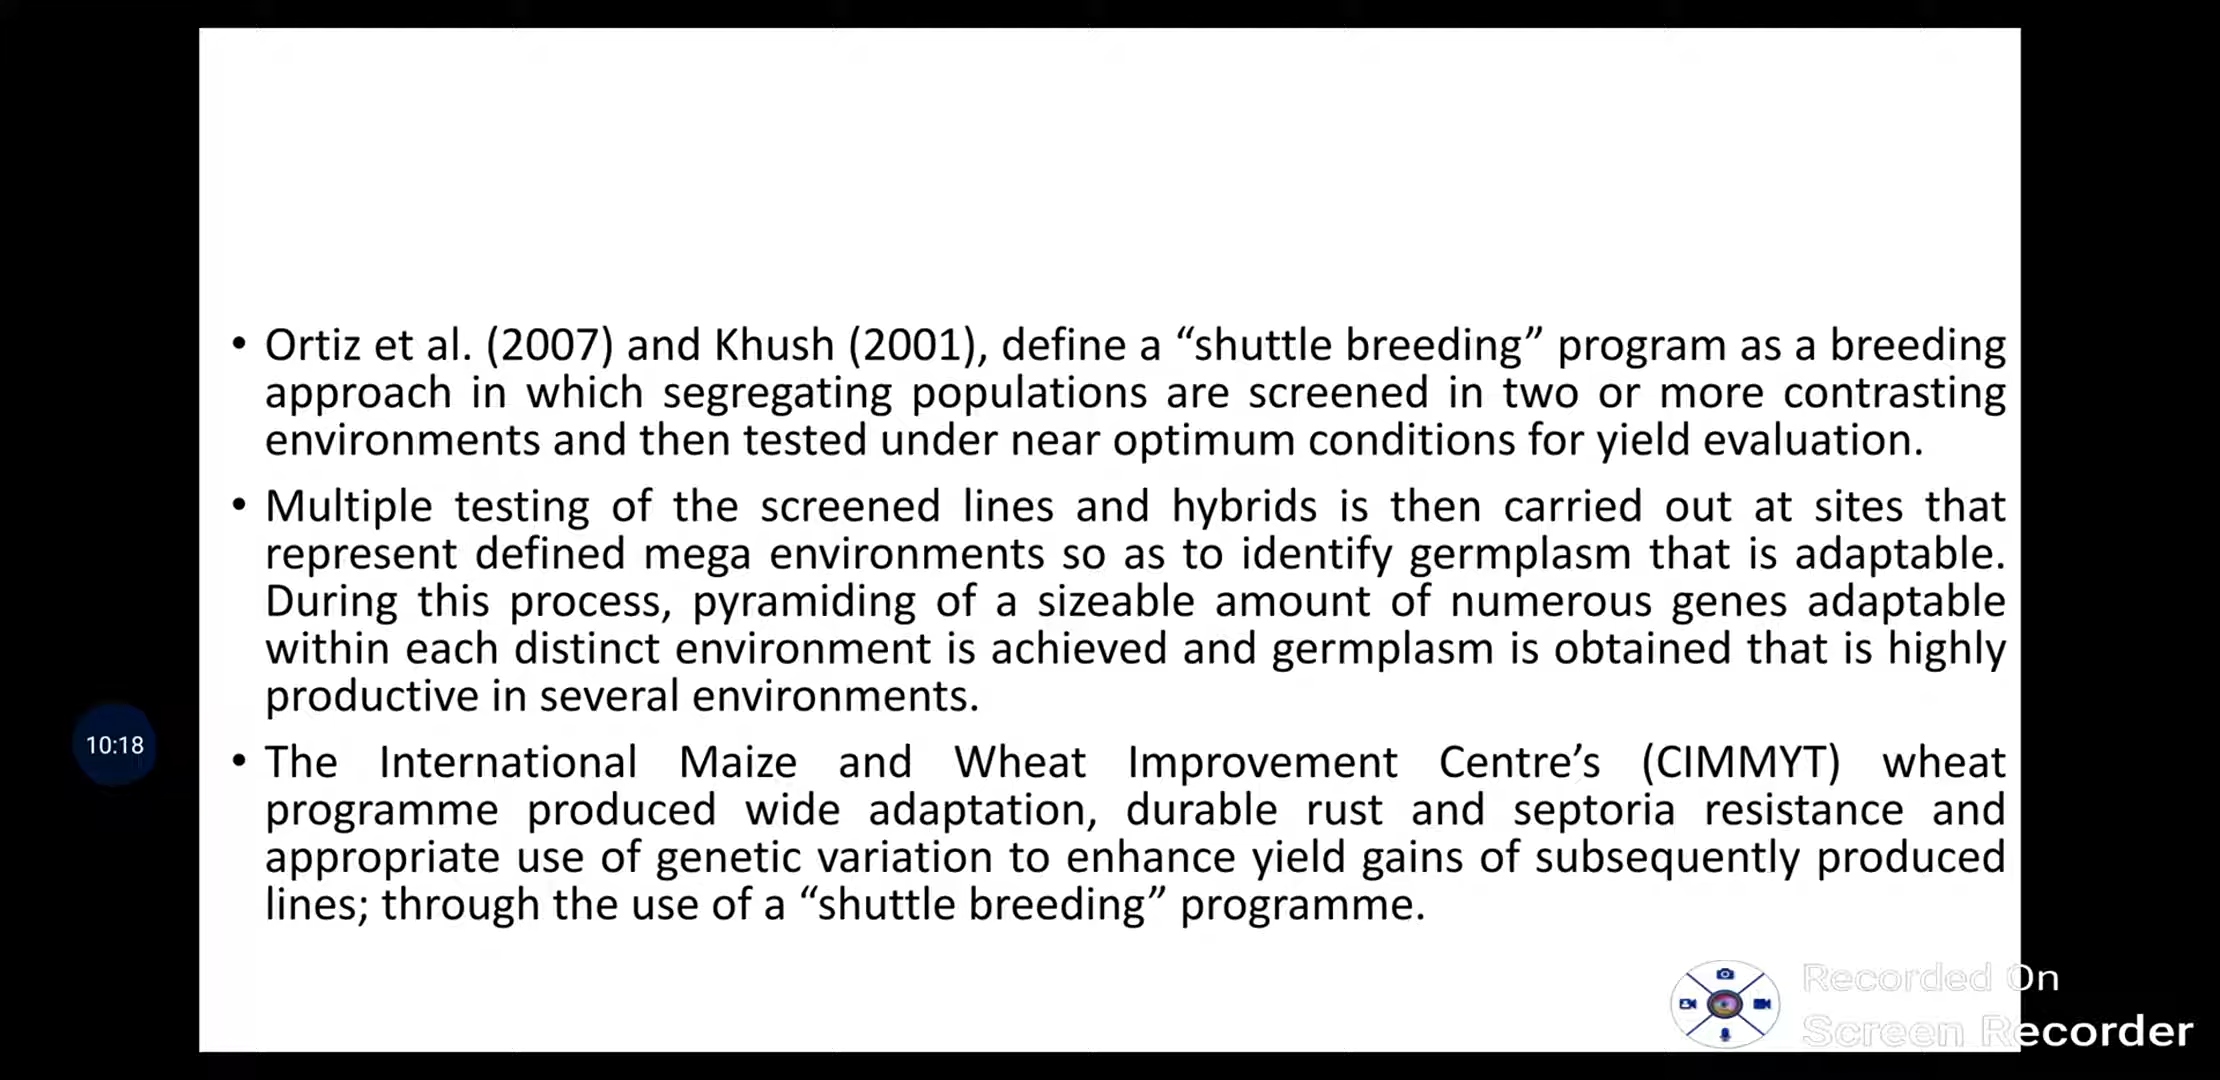 • Ortiz et al. (2007) and Khush (2001), define a “shuttle breeding” program as a breeding
approach in which segregating populations are screened in two or more contrasting
environments and then tested under near optimum conditions for yield evaluation.
• Multiple testing of the screened lines and hybrids is then carried out at sites that
represent defined mega environments so as to identify germplasm that is adaptable.
During this process, pyramiding of a sizeable amount of numerous genes adaptable
within each distinct environment is achieved and germplasm is obtained that is highly
productive in several environments.
10:18
• The International Maize and Wheat Improvement Centre’s (CIMMYT) wheat
programme produced wide adaptation, durable rust and septoria resistance and
appropriate use of genetic variation to enhance yield gains of subsequently produced
lines; through the use of a “shuttle breeding” programme.
Recorded On
Screen Recorder